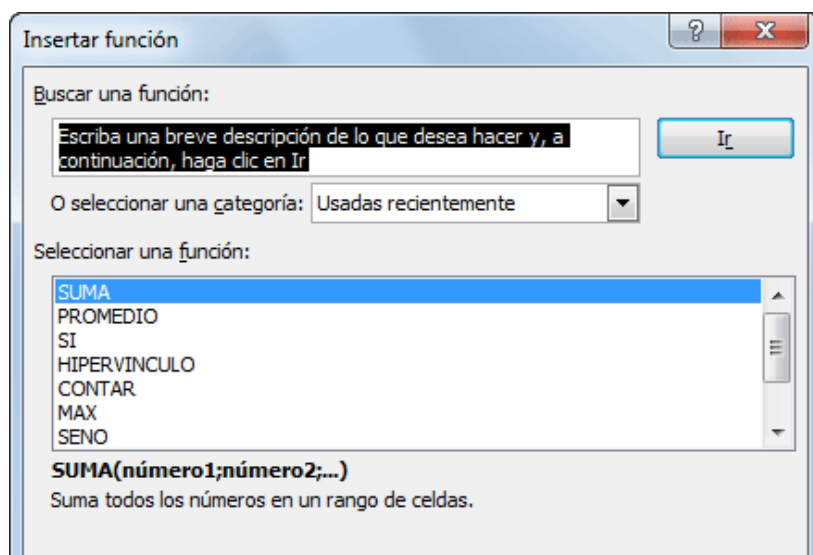 Insertar función
Buscar una función:
Escriba una breve descripción de lo que desea hacer y, a
continuación, haga clic en Ir
Ir
O seleccionar una categoría: Usadas recientemente
Seleccionar una función:
SUMA
PROMEDIO
SI
HIPERVINCULO
CONTAR
MAX
SENO
SUMA(número1;número2;...)
Suma todos los números en un rango de celdas.